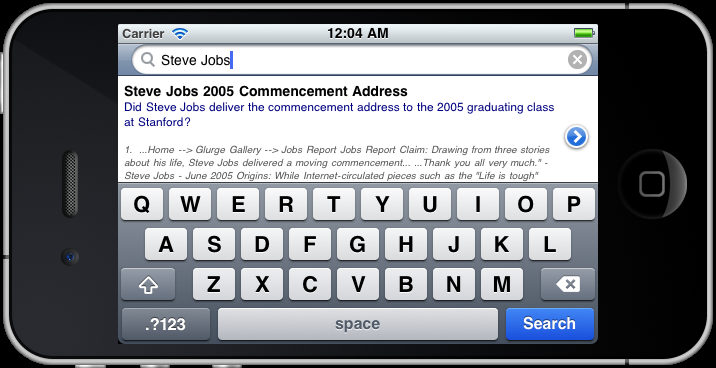 Carrier 12:04 AM
Steve Jobs
Steve Jobs 2005 Commencement Address
Did Steve Jobs deliver the commencement address to the 2005 graduating class
at Stanford?
1. ...Home --> Glurge Gallery --> Jobs Report Jobs Report Claim: Drawing from three stories
about his life, Steve Jobs delivered a moving commencement... ...Thank you all very much." -
Steve Jobs - June 2005 Origins: While Internet-circulated pieces such as the "Life is tough"
Q W E R T Y U I O P
A S D F G H J K L
Z X C V B N M
.?123 space Search